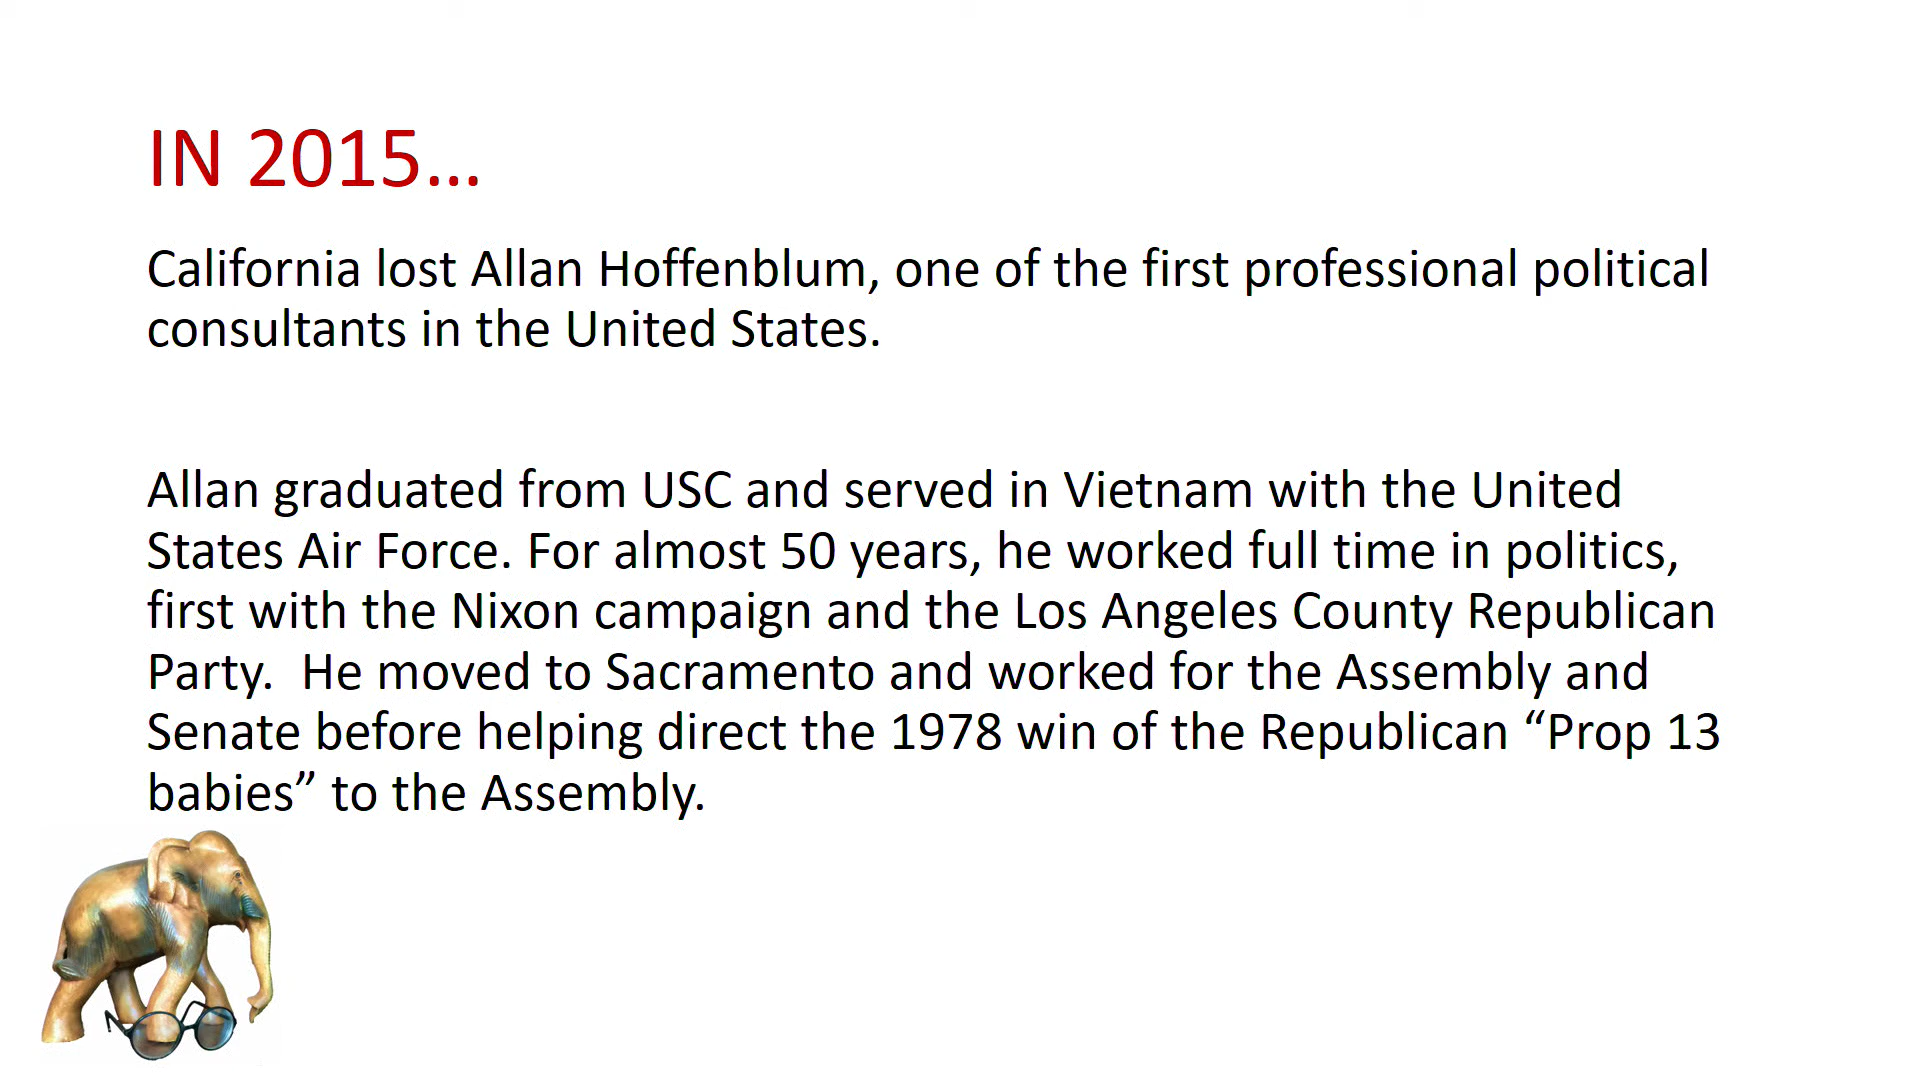 IN 2015…
California lost Allan Hoffenblum, one of the first professional political
consultants in the United States.
Allan graduated from USC and served in Vietnam with the United
States Air Force. For almost 50 years, he worked full time in politics,
first with the Nixon campaign and the Los Angeles County Republican
Party.  He moved to Sacramento and worked for the Assembly and
Senate before helping direct the 1978 win of the Republican “Prop 13
babies” to the Assembly.